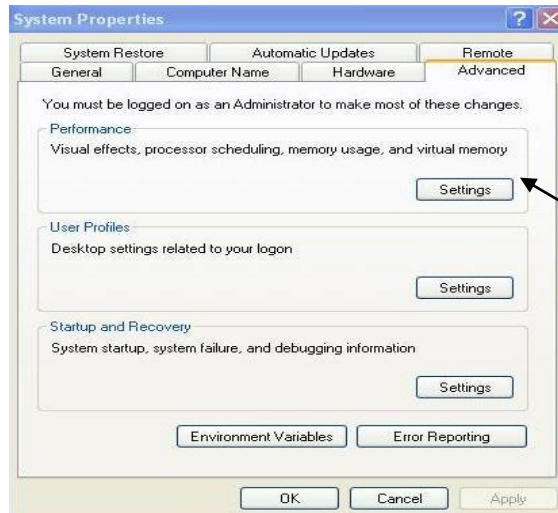 System Properties
System Restore Automatic Updates Remote
General Computer Name Hardware Advanced
You must be logged on as an Administrator to make most of these changes.
Performance
Visual effects, processor scheduling, memory usage, and virtual memory
Settings
User Profiles
Desktop settings related to your logon
Settings
Startup and Recovery
System startup, system failure, and debugging information
Settings
Environment Variables Error Reporting
OK Cancel Apply